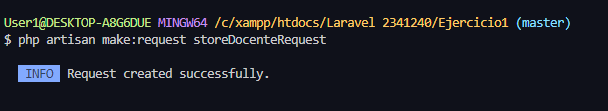 User1@DESKTOP-A8G6DUE MINGW64 /c/xampp/htdocs/Laravel 2341240/Ejercicio1 (master)
$ php artisan make:request storeDocenteRequest
INFO Request created successfully.